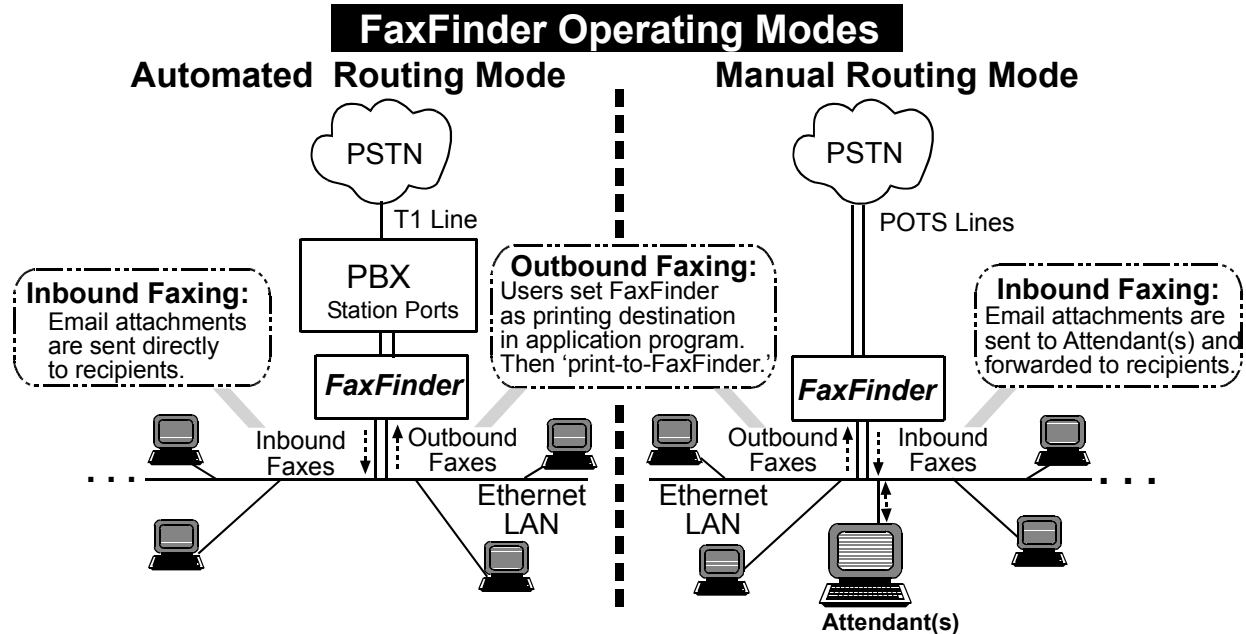 FaxFinder Operating Modes
Automated Routing Mode
PSTN
T1 Line
PBX
Station Ports
FaxFinder
Inbound Faxing:
Email attachments
are sent directly
to recipients.
Outbound Faxing:
Users set FaxFinder
as printing destination
in application program.
Then ‘print-to-FaxFinder.’
Inbound
Faxes
Outbound
Faxes
. . .
Ethernet
LAN
Manual Routing Mode
PSTN
POTS Lines
FaxFinder
Inbound Faxing:
Email attachments are
sent to Attendant(s) and
forwarded to recipients.
Outbound
Faxes
Inbound
Faxes
Ethernet
LAN
. . .
Attendant(s)